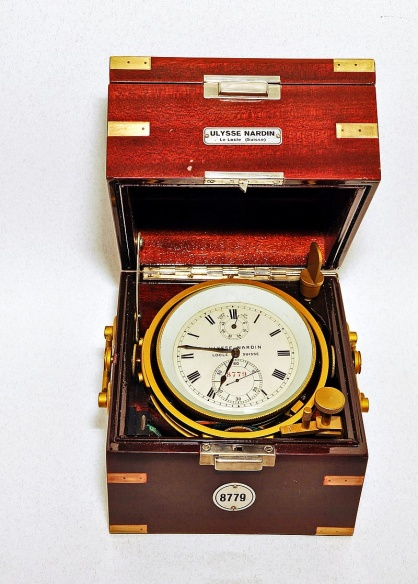 ULYSSE NARDIN
Le Locle (Suisse)
ULYSSE NARDIN
LOCLE SUISSE
8779
8779